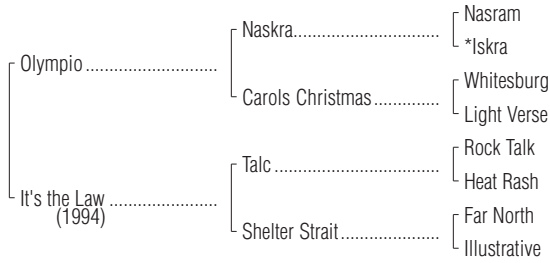 Nasram
Naskra
*Iskra
Olympio
Whitesburg
Carols Christmas
Light Verse
Rock Talk
Talc
Heat Rash
It's the Law
(1994)
Far North
Shelter Strait
Illustrative